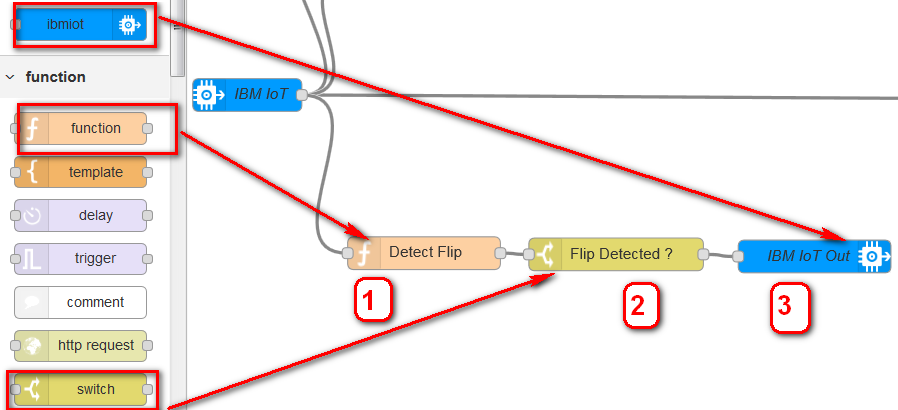 ibmiot
function
function
template
delay
trigger
comment
http request
switch
IBM IoT
Detect Flip
Flip Detected ?
IBM IoT Out
1
2
3